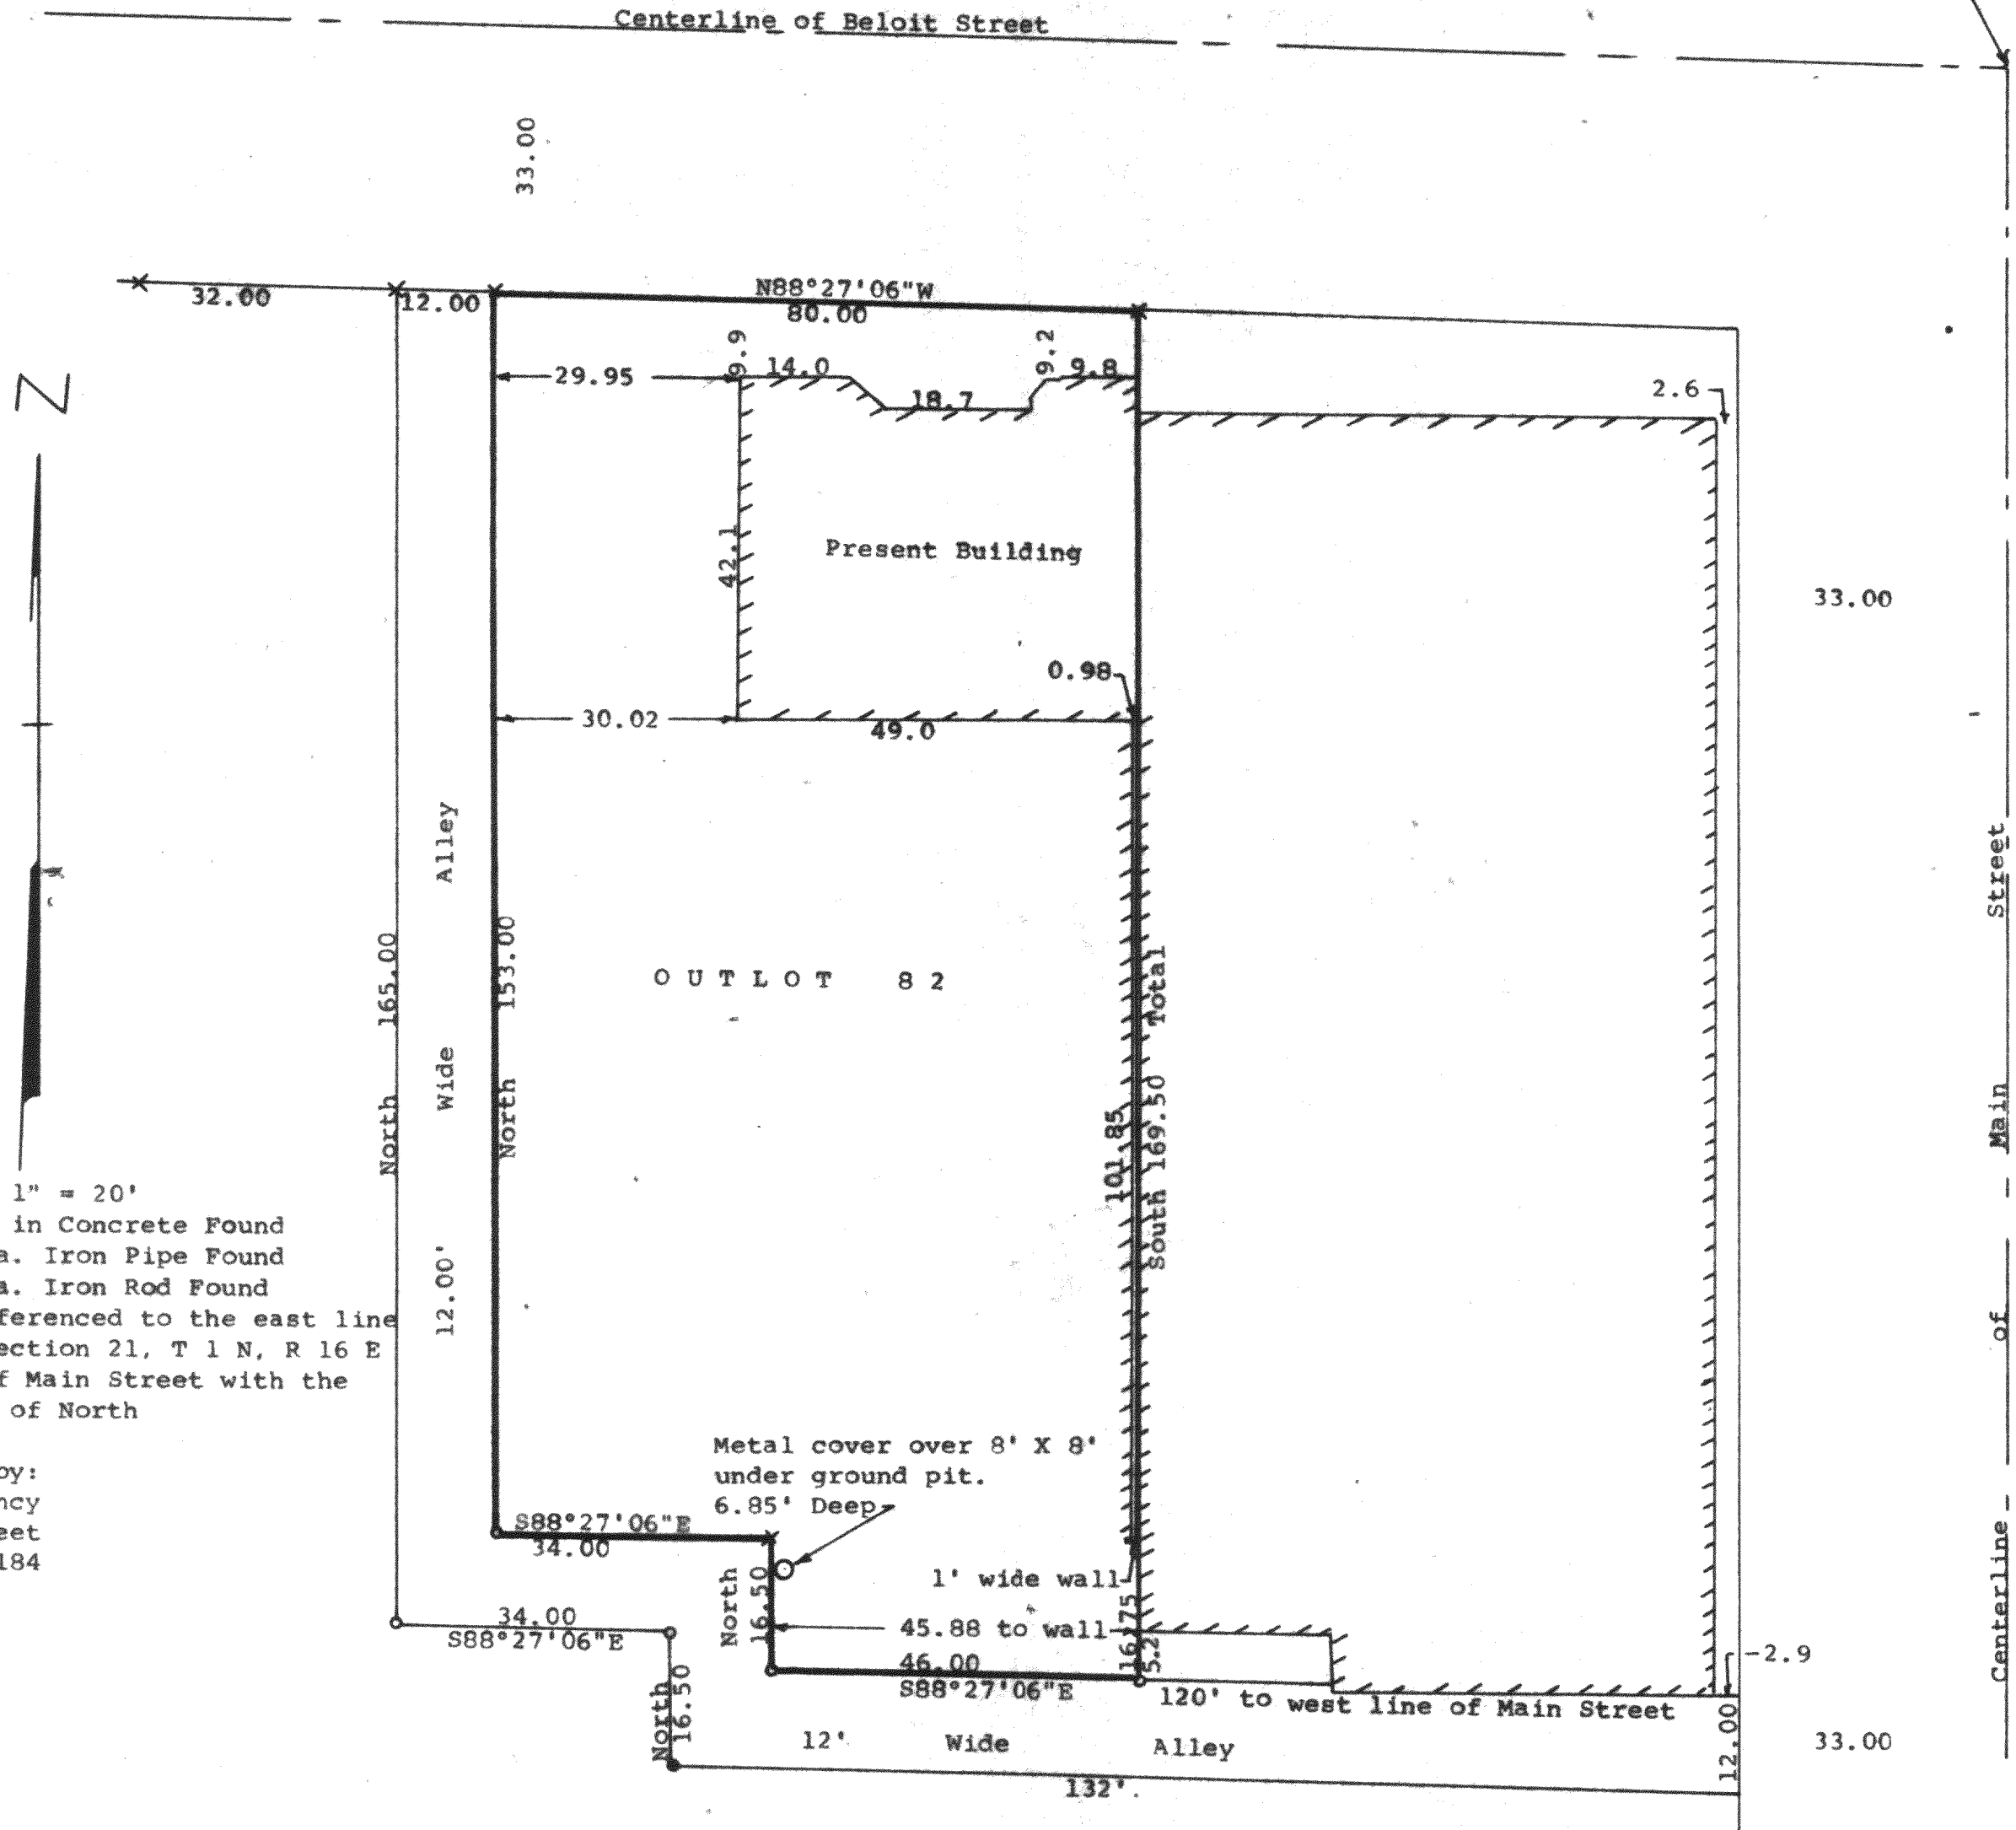 Centerline of Beloit Street
33.00
32.00
12.00
N88°27'06"W
80.00
9.9
14.0
9.2
9.8
29.95
18.7
2.6
Z
42.1
Present Building
33.00
0.98
30.02
49.0
12.00' Wide Alley
North 165.00
North 153.00
OUTLOT 82
101.85
South 169.50 Total
Centerline of Main Street
1" = 20'
in Concrete Found
a. Iron Pipe Found
a. Iron Rod Found
ferenced to the east line
ection 21, T 1 N, R 16 E
f Main Street with the
of North
by:
ncy
eet
184
Metal cover over 8' X 8'
under ground pit.
6.85' Deep
S88°27'06"E
34.00
North
16.50
1' wide wall
16.75
45.88 to wall
5.2
34.00
S88°27'06"E
46.00
S88°27'06"E
120' to west line of Main Street
2.9
North
16.50
12' Wide Alley
12.00
33.00
132'.